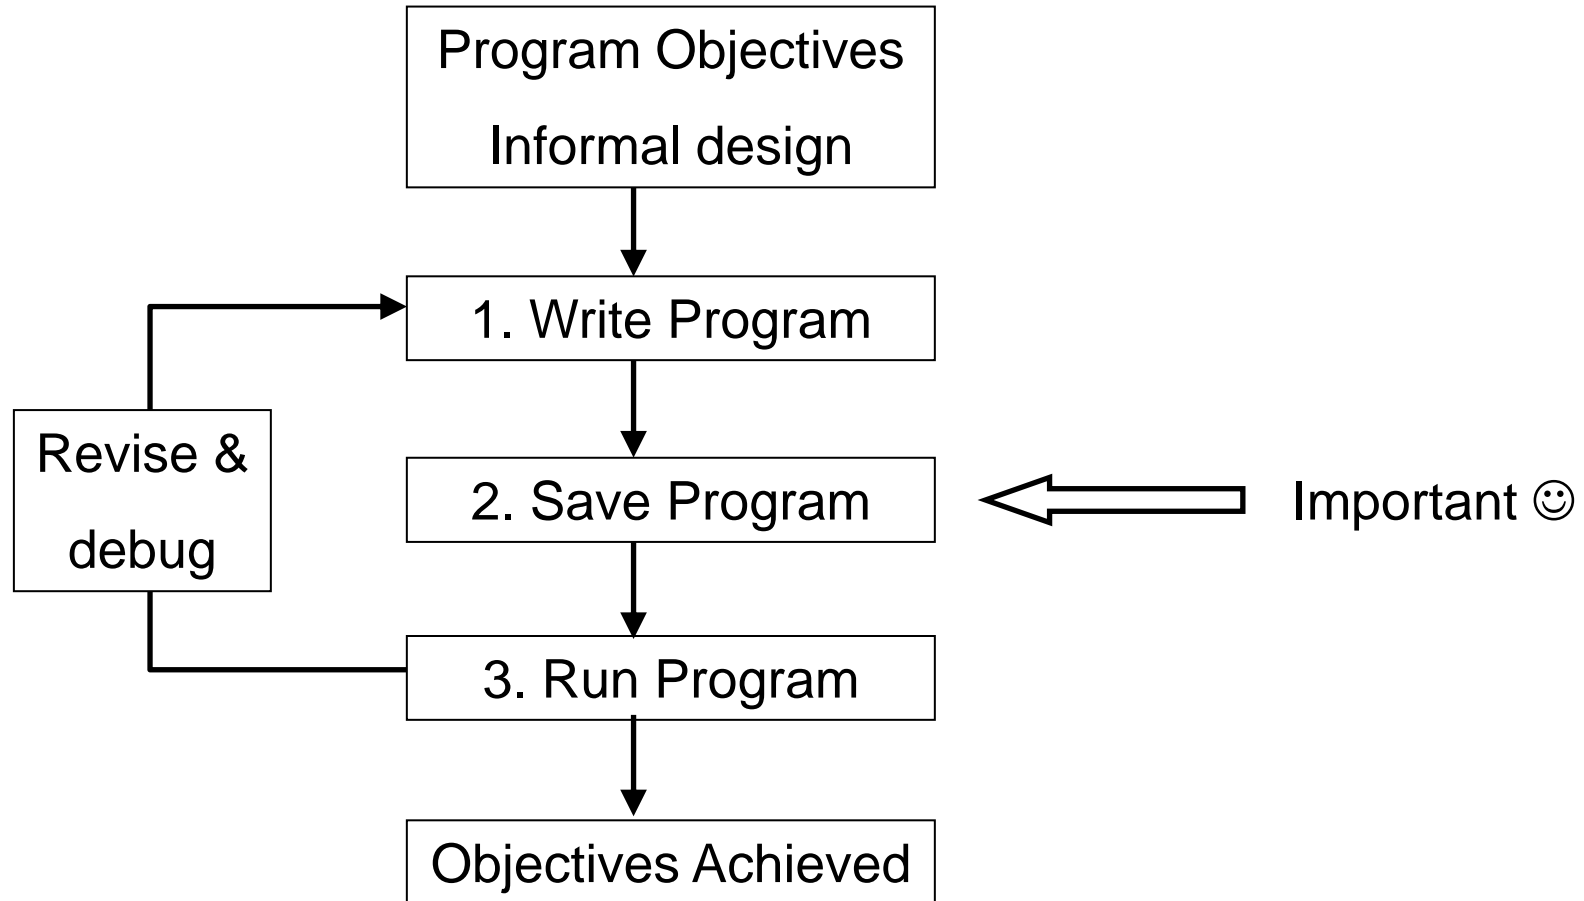 Program Objectives
Informal design
1. Write Program
Revise &
debug
2. Save Program
Important ☺
3. Run Program
Objectives Achieved